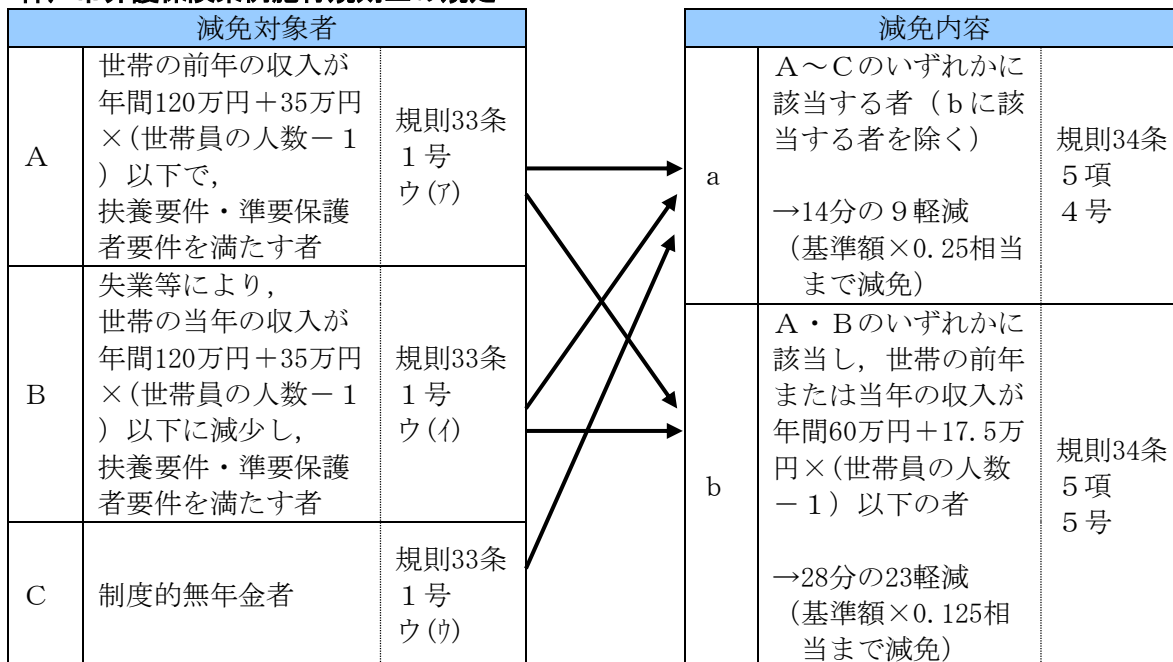 減免対象者
A
世帯の前年の収入が
年間120万円＋35万円
×(世帯員の人数－１
）以下で，
扶養要件・準要保護
者要件を満たす者
規則33条
１号
ウ(ｱ)
B
失業等により，
世帯の当年の収入が
年間120万円＋35万円
×(世帯員の人数－１
）以下に減少し，
扶養要件・準要保護
者要件を満たす者
規則33条
１号
ウ(ｲ)
C
制度的無年金者
規則33条
１号
ウ(ｳ)
減免内容
a
Ａ～Ｃのいずれかに
該当する者（ｂに該
当する者を除く）
→14分の９軽減
（基準額×0.25相当
まで減免）
規則34条
５項
４号
b
Ａ・Ｂのいずれかに
該当し，世帯の前年
または当年の収入が
年間60万円＋17.5万
円×(世帯員の人数
－１）以下の者
→28分の23軽減
（基準額×0.125相
当まで減免）
規則34条
５項
５号